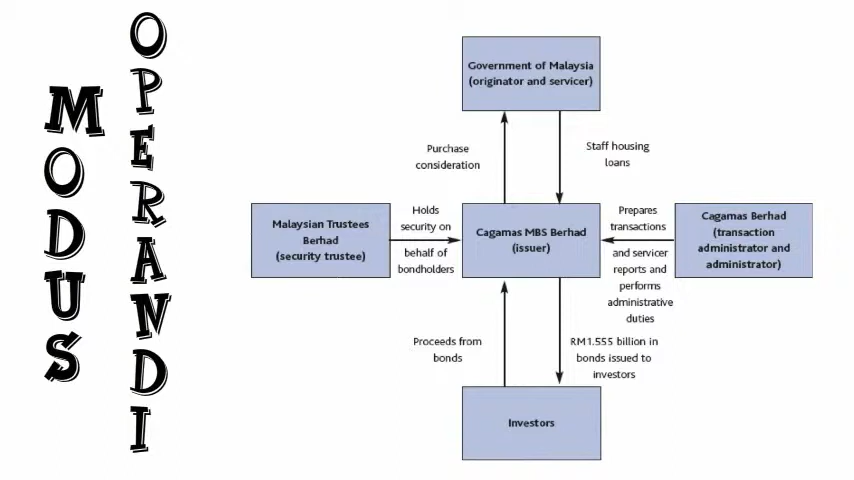 MODUS
OPERANDI
Government of Malaysia
(originator and servicer)
Purchase
consideration
Staff housing
loans
Malaysian Trustees
Berhad
(security trustee)
Holds
security on
behalf of
bondholders
Cagamas MBS Berhad
(issuer)
Prepares
transactions
and servicer
reports and
performs
administrative
duties
Cagamas Berhad
(transaction
administrator and
administrator)
Proceeds from
bonds
RM1.555 billion in
bonds issued to
investors
Investors